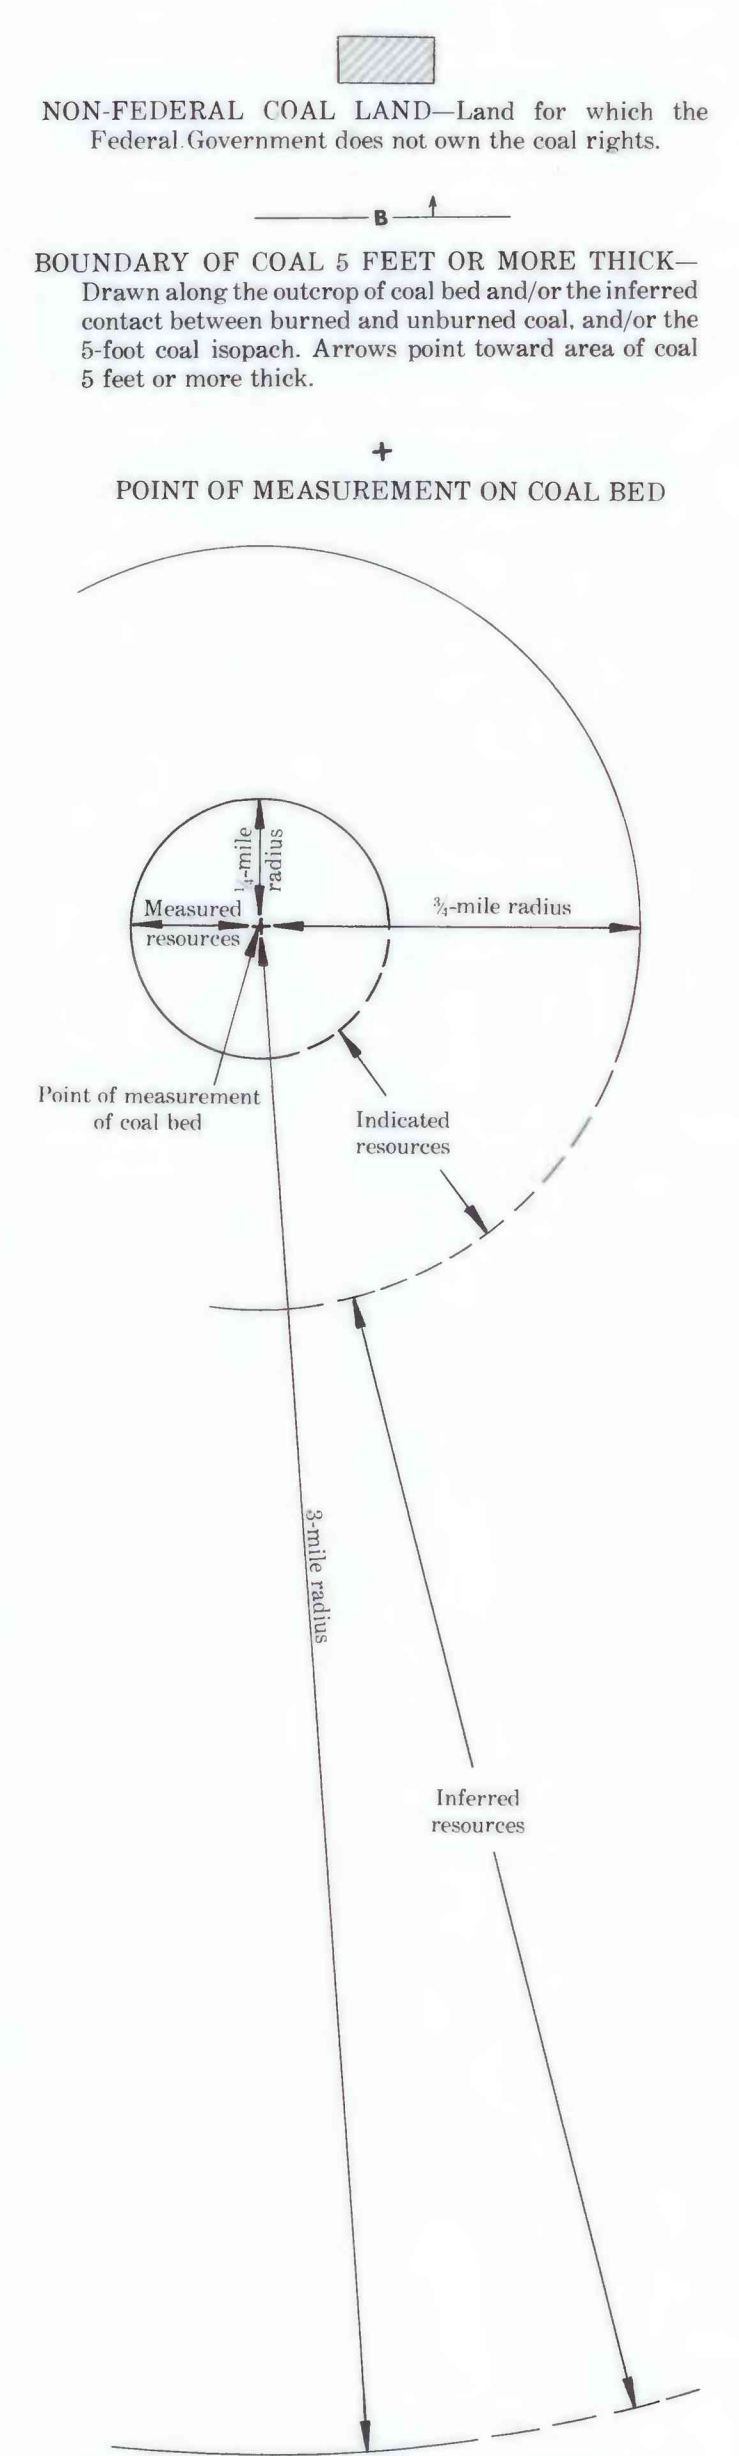 NON-FEDERAL COAL LAND—Land for which the
Federal Government does not own the coal rights.
B
BOUNDARY OF COAL 5 FEET OR MORE THICK—
Drawn along the outcrop of coal bed and/or the inferred
contact between burned and unburned coal, and/or the
5-foot coal isopach. Arrows point toward area of coal
5 feet or more thick.
POINT OF MEASUREMENT ON COAL BED
¼-mile
radius
Measured
resources
¾-mile radius
Point of measurement
of coal bed
Indicated
resources
3-mile radius
Inferred
resources